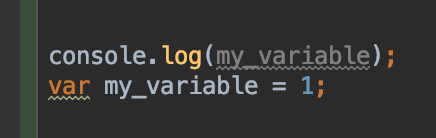 console.log(my_variable);
var my_variable = 1;